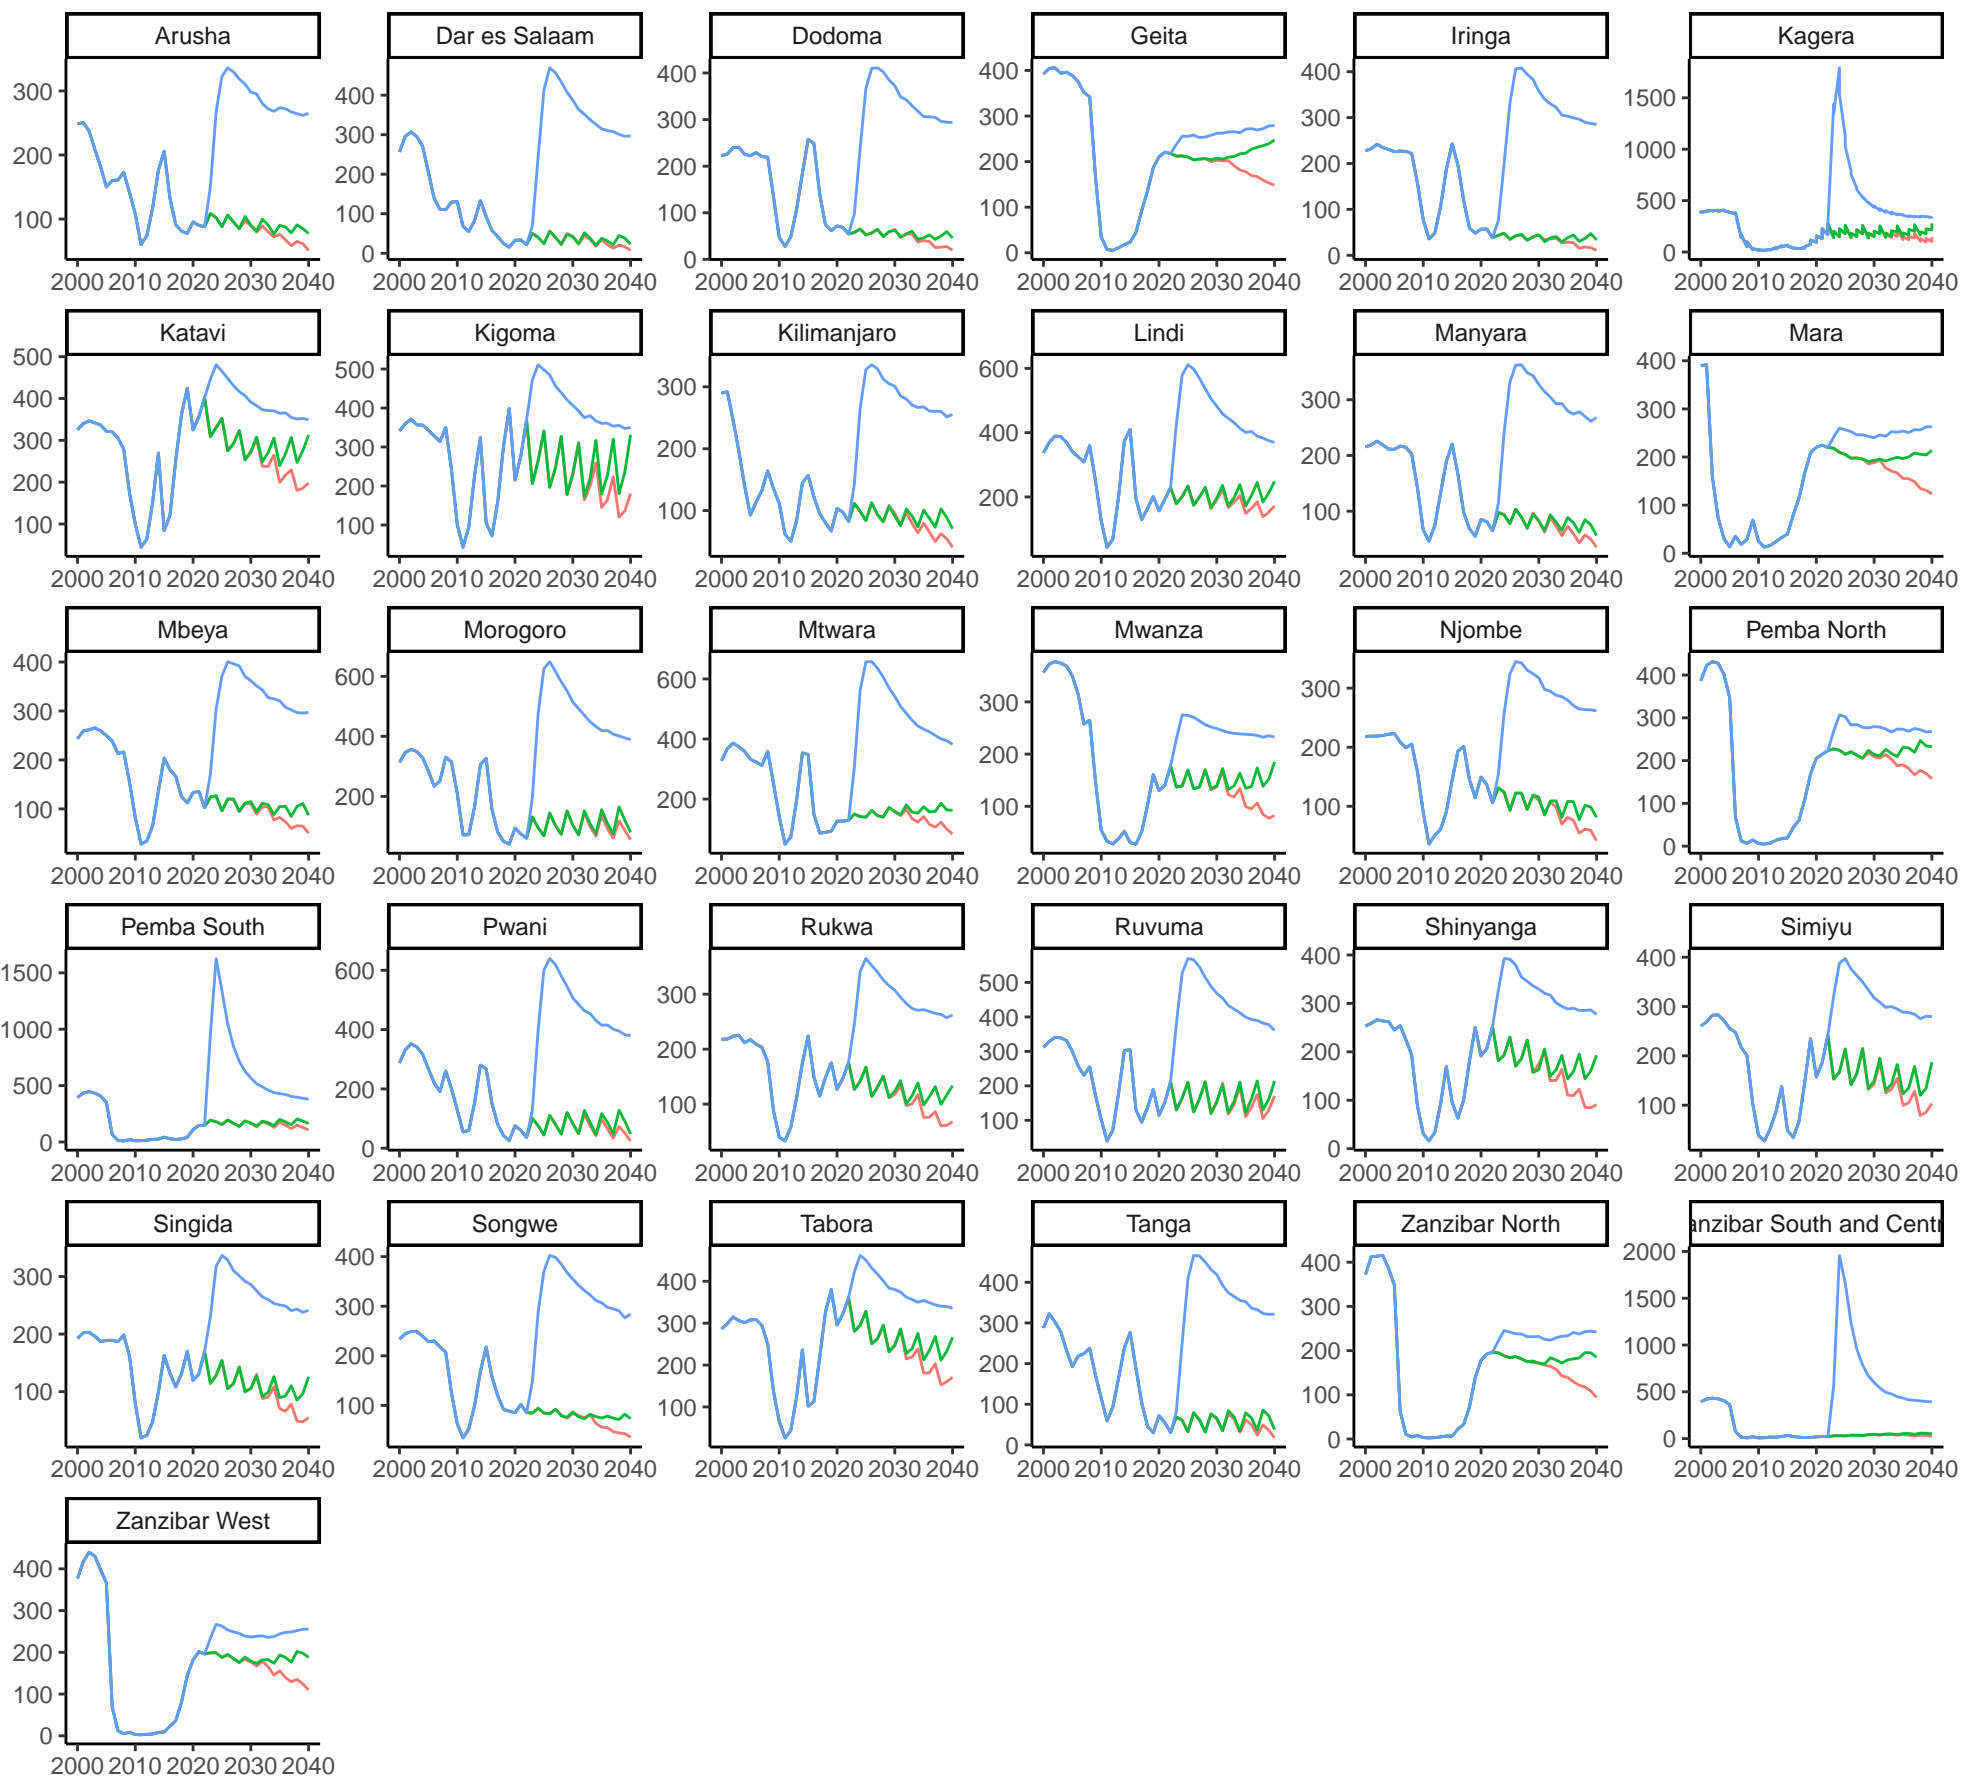 Arusha Dar es Salaam Dodoma Geita Iringa Kagera
300 200 100
400 300 200 100 0
400 300 200 100 0
400 300 200 100 0
400 300 200 100 0
1500 1000 500 0
2000 2010 2020 2030 2040 2000 2010 2020 2030 2040 2000 2010 2020 2030 2040 2000 2010 2020 2030 2040 2000 2010 2020 2030 2040 2000 2010 2020 2030 2040
Katavi Kigoma Kilimanjaro Lindi Manyara Mara
500 400 300 200 100
500 400 300 200 100
300 200 100
600 400 200
300 200 100
400 300 200 100 0
2000 2010 2020 2030 2040 2000 2010 2020 2030 2040 2000 2010 2020 2030 2040 2000 2010 2020 2030 2040 2000 2010 2020 2030 2040 2000 2010 2020 2030 2040
Mbeya Morogoro Mtwara Mwanza Njombe Pemba North
400 300 200 100
600 400 200
600 400 200
300 200 100
300 200 100
400 300 200 100 0
2000 2010 2020 2030 2040 2000 2010 2020 2030 2040 2000 2010 2020 2030 2040 2000 2010 2020 2030 2040 2000 2010 2020 2030 2040 2000 2010 2020 2030 2040
Pemba South Pwani Rukwa Ruvuma Shinyanga Simiyu
1500 1000 500 0
600 400 200 0
300 200 100
500 400 300 200 100
400 300 200 100 0
400 300 200 100
2000 2010 2020 2030 2040 2000 2010 2020 2030 2040 2000 2010 2020 2030 2040 2000 2010 2020 2030 2040 2000 2010 2020 2030 2040 2000 2010 2020 2030 2040
Singida Songwe Tabora Tanga Zanzibar North anzibar South and Centr
300 200 100
400 300 200 100
400 300 200 100
400 300 200 100 0
400 300 200 100 0
2000 1500 1000 500 0
2000 2010 2020 2030 2040 2000 2010 2020 2030 2040 2000 2010 2020 2030 2040 2000 2010 2020 2030 2040 2000 2010 2020 2030 2040 2000 2010 2020 2030 2040
Zanzibar West
400 300 200 100 0
2000 2010 2020 2030 2040